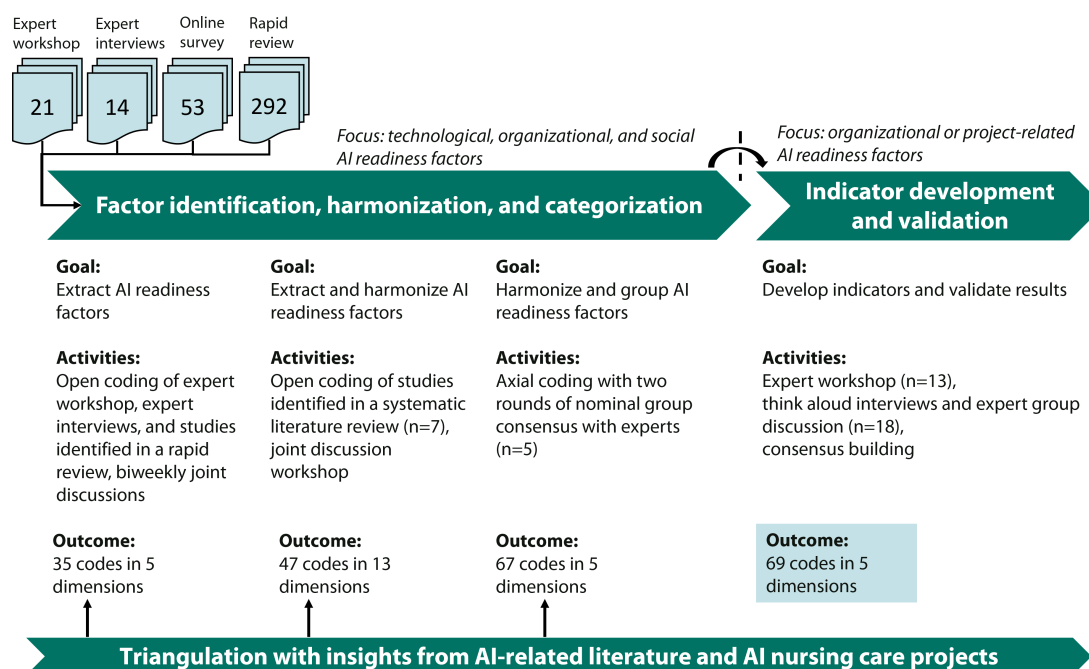 Expert
workshop
Expert
interviews
Online
survey
Rapid
review
21
14
53
292
Focus: technological, organizational, and social
AI readiness factors
Focus: organizational or project-related
AI readiness factors
Factor identification, harmonization, and categorization
Indicator development
and validation
Goal:
Extract AI readiness
factors
Goal:
Extract and harmonize AI
readiness factors
Goal:
Harmonize and group AI
readiness factors
Goal:
Develop indicators and validate results
Activities:
Open coding of expert
workshop, expert
interviews, and studies
identified in a rapid
review, biweekly joint
discussions
Activities:
Open coding of studies
identified in a systematic
literature review (n=7),
joint discussion
workshop
Activities:
Axial coding with two
rounds of nominal group
consensus with experts
(n=5)
Activities:
Expert workshop (n=13),
think aloud interviews and expert group
discussion (n=18),
consensus building
Outcome:
35 codes in 5
dimensions
Outcome:
47 codes in 13
dimensions
Outcome:
67 codes in 5
dimensions
Outcome:
69 codes in 5
dimensions
Triangulation with insights from AI-related literature and AI nursing care projects